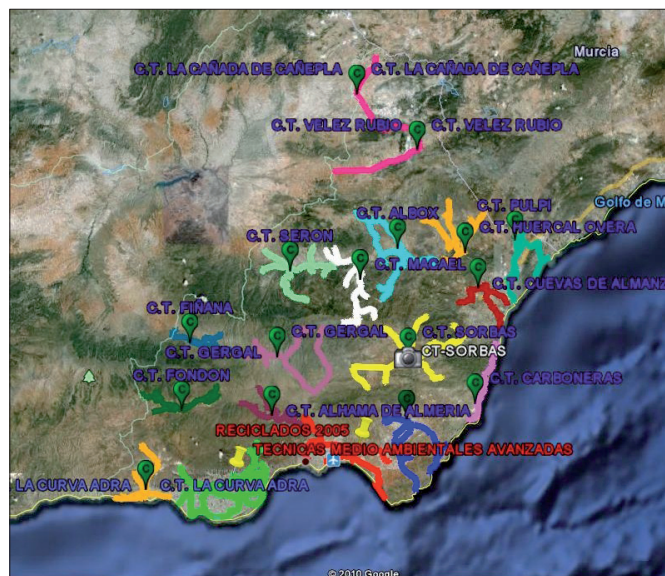 Murcia
C.T. LA CAÑADA DE CAÑEPLA C.T. LA CAÑADA DE CAÑEPLA
C.T. VELEZ RUBIO C.T. VELEZ RUBIO
Golfo de M
C.T. PULPI
C.T. ALBOX
C.T. HUERCAL OVERA
C.T. SERON
C.T. MACAEL
C.T. CUEVAS DE ALMANZ
C.T. FIÑANA
C.T. GERGAL
C.T. SORBAS
C.T. GERGAL
CT-SORBAS
C.T. FONDON
C.T. CARBONERAS
C.T. ALHAMA DE ALMERIA
RECICLADOS 2005
TECNICAS MEDIO AMBIENTALES AVANZADAS
LA CURVA ADRA C.T. LA CURVA ADRA
© 2010 Google